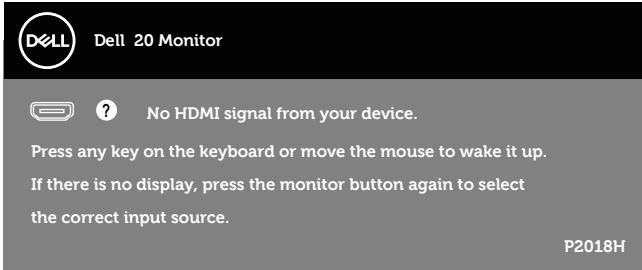 DELL
Dell 20 Monitor
? No HDMI signal from your device.
Press any key on the keyboard or move the mouse to wake it up.
If there is no display, press the monitor button again to select
the correct input source.
P2018H